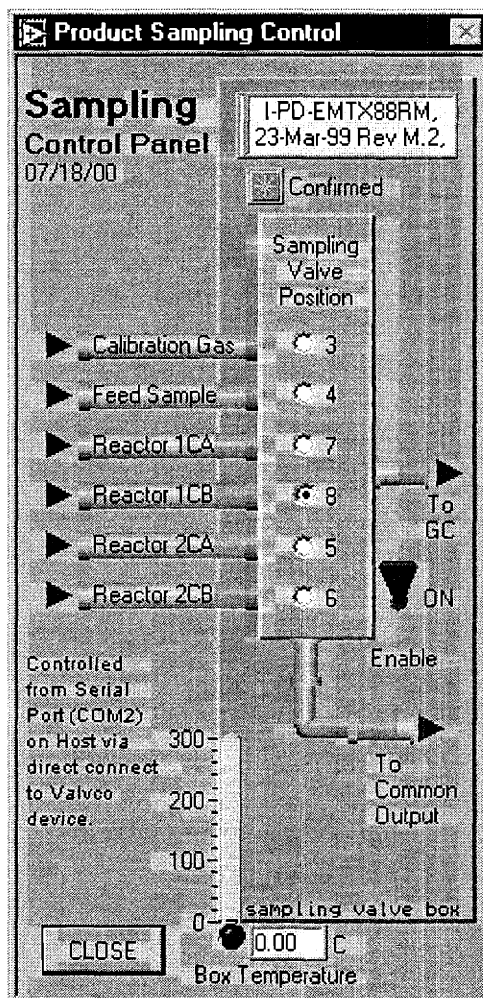 Product Sampling Control
Sampling
Control Panel
07/18/00
I-PD-EMTX88RM,
23-Mar-99 Rev M.2,
Confirmed
Sampling
Valve
Position
Calibration Gas 3
Feed Sample 4
Reactor 1CA 7
Reactor 1CB 8
Reactor 2CA 5
Reactor 2CB 6
To
GC
ON
Enable
Controlled
from Serial
Port (COM2)
on Host via
direct connect
to Valvco
device.
300
200
100
0
To
Common
Output
sampling valve box
CLOSE
0.00 C
Box Temperature